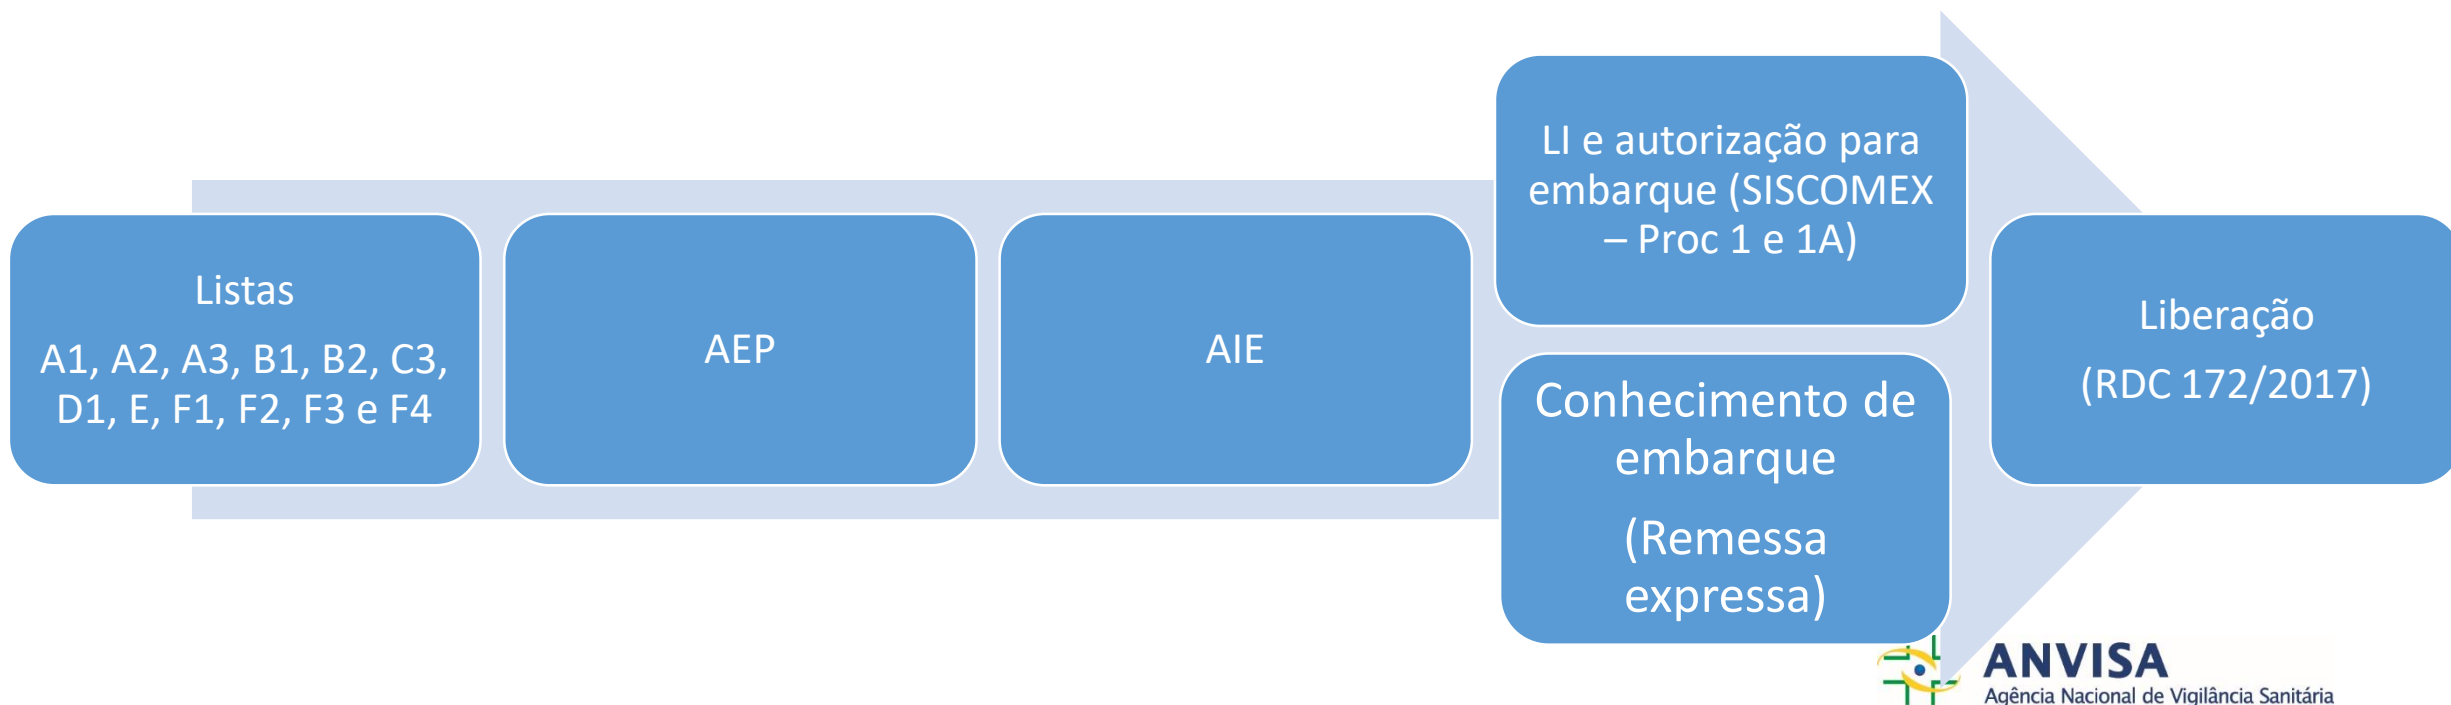 Listas
A1, A2, A3, B1, B2, C3,
D1, E, F1, F2, F3 e F4
AEP
AIE
LI e autorização para
embarque (SISCOMEX
– Proc 1 e 1A)
Conhecimento de
embarque
(Remessa
expressa)
Liberação
(RDC 172/2017)
ANVISA
Agência Nacional de Vigilância Sanitária